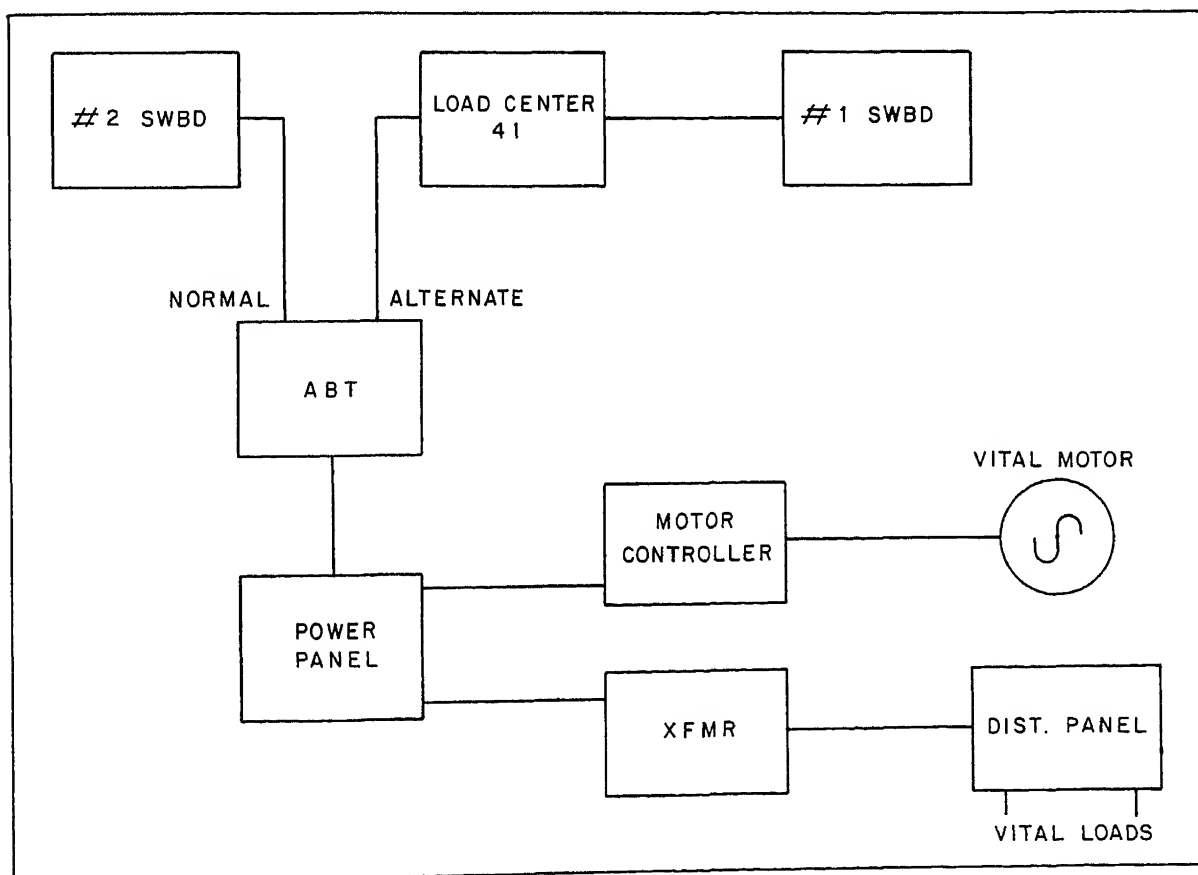 #2 SWBD
LOAD CENTER
41
#1 SWBD
NORMAL
ALTERNATE
ABT
VITAL MOTOR
MOTOR
CONTROLLER
POWER
PANEL
XFMR
DIST. PANEL
VITAL LOADS